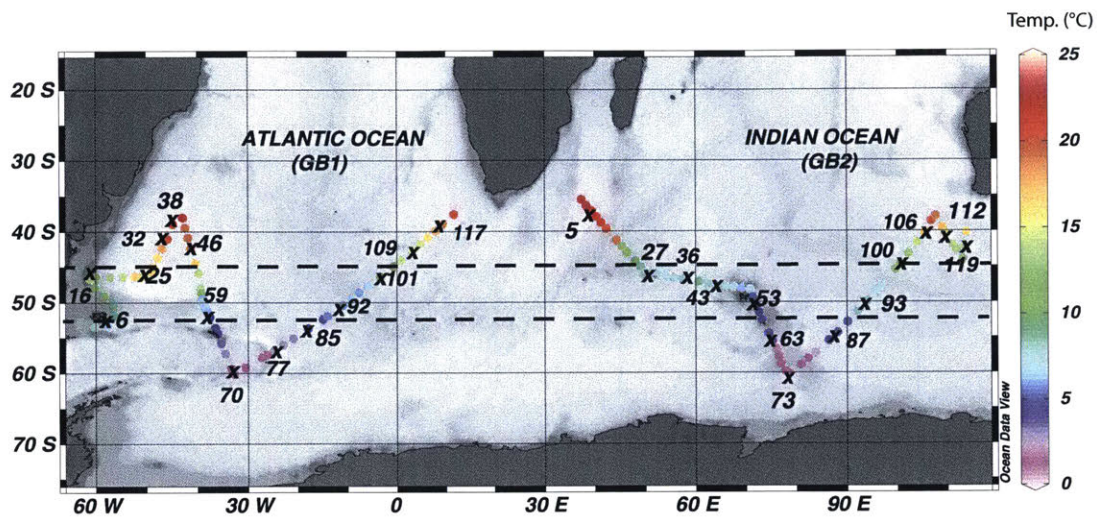 Temp. (°C)
25
20
15
10
5
0
20 S
30 S
40 S
50 S
60 S
70 S
ATLANTIC OCEAN
(GB1)
INDIAN OCEAN
(GB2)
38
32
46
25
16
6
59
70
77
85
92
101
109
117
5
27
36
43
53
63
73
87
93
100
106
112
119
60 W
30 W
0
30 E
60 E
90 E
Ocean Data View